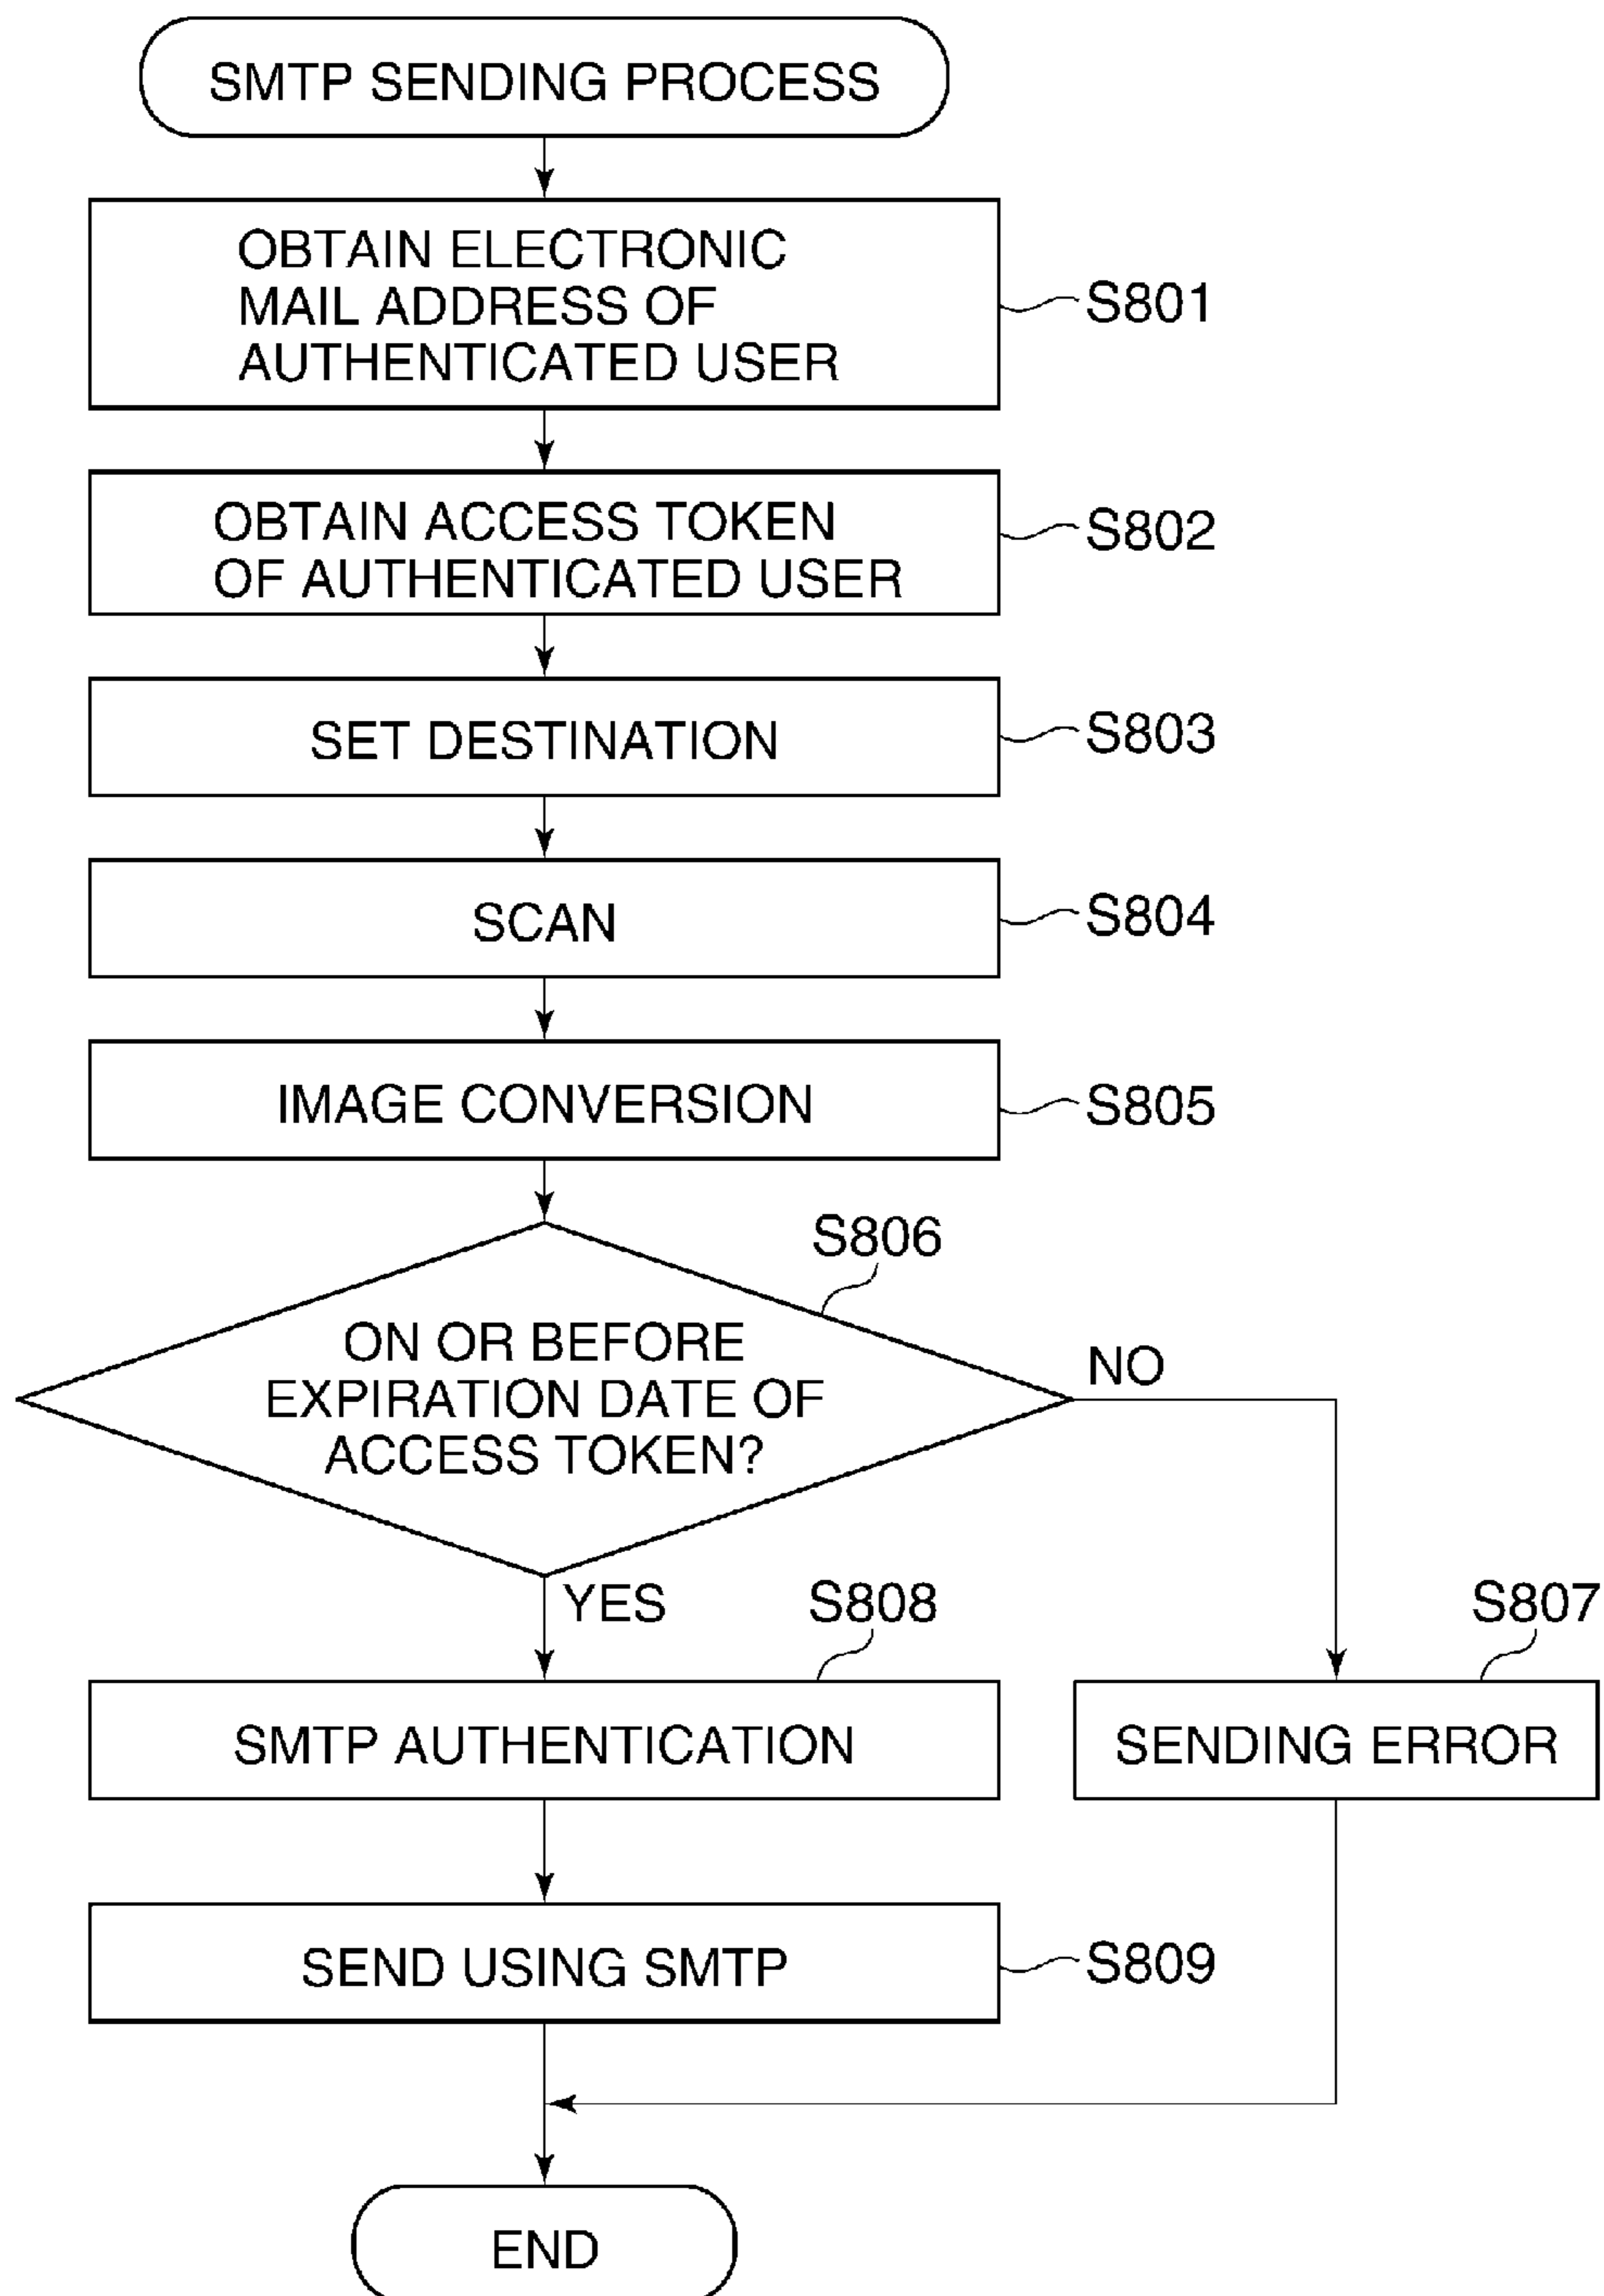 SMTP SENDING PROCESS
OBTAIN ELECTRONIC
MAIL ADDRESS OF
AUTHENTICATED USER
S801
OBTAIN ACCESS TOKEN
OF AUTHENTICATED USER
S802
SET DESTINATION
S803
SCAN
S804
IMAGE CONVERSION
S805
S806
ON OR BEFORE
EXPIRATION DATE OF
ACCESS TOKEN?
NO
YES
S808
S807
SMTP AUTHENTICATION
SENDING ERROR
SEND USING SMTP
S809
END